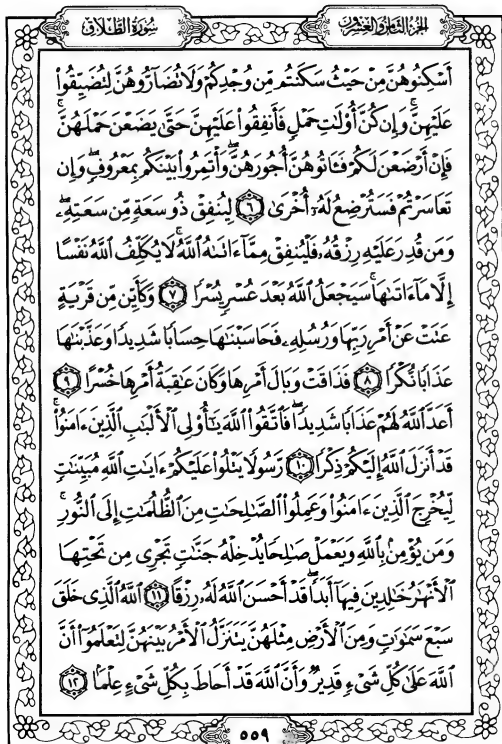 الجزء الثامن والعشرون
سورة الطلاق
أَسْكِنُوهُنَّ مِنْ حَيْثُ سَكَنتُم مِّن وُجْدِكُمْ وَلَا تُضَآرُّوهُنَّ لِتُضَيِّقُوا۟
عَلَيْهِنَّ ۚ وَإِن كُنَّ أُو۟لَٰتِ حَمْلٍ فَأَنفِقُوا۟ عَلَيْهِنَّ حَتَّىٰ يَضَعْنَ حَمْلَهُنَّ ۚ
فَإِنْ أَرْضَعْنَ لَكُمْ فَـَٔاتُوهُنَّ أُجُورَهُنَّ ۖ وَأْتَمِرُوا۟ بَيْنَكُم بِمَعْرُوفٍ ۖ وَإِن
تَعَاسَرْتُمْ فَسَتُرْضِعُ لَهُۥٓ أُخْرَىٰ ٦ لِيُنفِقْ ذُو سَعَةٍ مِّن سَعَتِهِۦ ۖ
وَمَن قُدِرَ عَلَيْهِ رِزْقُهُۥ فَلْيُنفِقْ مِمَّآ ءَاتَىٰهُ ٱللَّهُ ۚ لَا يُكَلِّفُ ٱللَّهُ نَفْسًا
إِلَّا مَآ ءَاتَىٰهَا ۚ سَيَجْعَلُ ٱللَّهُ بَعْدَ عُسْرٍ يُسْرًا ٧ وَكَأَيِّن مِّن قَرْيَةٍ
عَتَتْ عَنْ أَمْرِ رَبِّهَا وَرُسُلِهِۦ فَحَاسَبْنَٰهَا حِسَابًا شَدِيدًا وَعَذَّبْنَٰهَا
عَذَابًا نُّكْرًا ٨ فَذَاقَتْ وَبَالَ أَمْرِهَا وَكَانَ عَٰقِبَةُ أَمْرِهَا خُسْرًا ٩
أَعَدَّ ٱللَّهُ لَهُمْ عَذَابًا شَدِيدًا ۖ فَٱتَّقُوا۟ ٱللَّهَ يَٰٓأُو۟لِى ٱلْأَلْبَٰبِ ٱلَّذِينَ ءَامَنُوا۟ ۚ
قَدْ أَنزَلَ ٱللَّهُ إِلَيْكُمْ ذِكْرًا ١٠ رَّسُولًا يَتْلُوا۟ عَلَيْكُمْ ءَايَٰتِ ٱللَّهِ مُبَيِّنَٰتٍ
لِّيُخْرِجَ ٱلَّذِينَ ءَامَنُوا۟ وَعَمِلُوا۟ ٱلصَّٰلِحَٰتِ مِنَ ٱلظُّلُمَٰتِ إِلَى ٱلنُّورِ ۚ
وَمَن يُؤْمِنۢ بِٱللَّهِ وَيَعْمَلْ صَٰلِحًا يُدْخِلْهُ جَنَّٰتٍ تَجْرِى مِن تَحْتِهَا
ٱلْأَنْهَٰرُ خَٰلِدِينَ فِيهَآ أَبَدًا ۖ قَدْ أَحْسَنَ ٱللَّهُ لَهُۥ رِزْقًا ١١ ٱللَّهُ ٱلَّذِى خَلَقَ
سَبْعَ سَمَٰوَٰتٍ وَمِنَ ٱلْأَرْضِ مِثْلَهُنَّ يَتَنَزَّلُ ٱلْأَمْرُ بَيْنَهُنَّ لِتَعْلَمُوٓا۟ أَنَّ
ٱللَّهَ عَلَىٰ كُلِّ شَىْءٍ قَدِيرٌ وَأَنَّ ٱللَّهَ قَدْ أَحَاطَ بِكُلِّ شَىْءٍ عِلْمًۢا ١٢
٥٥٩